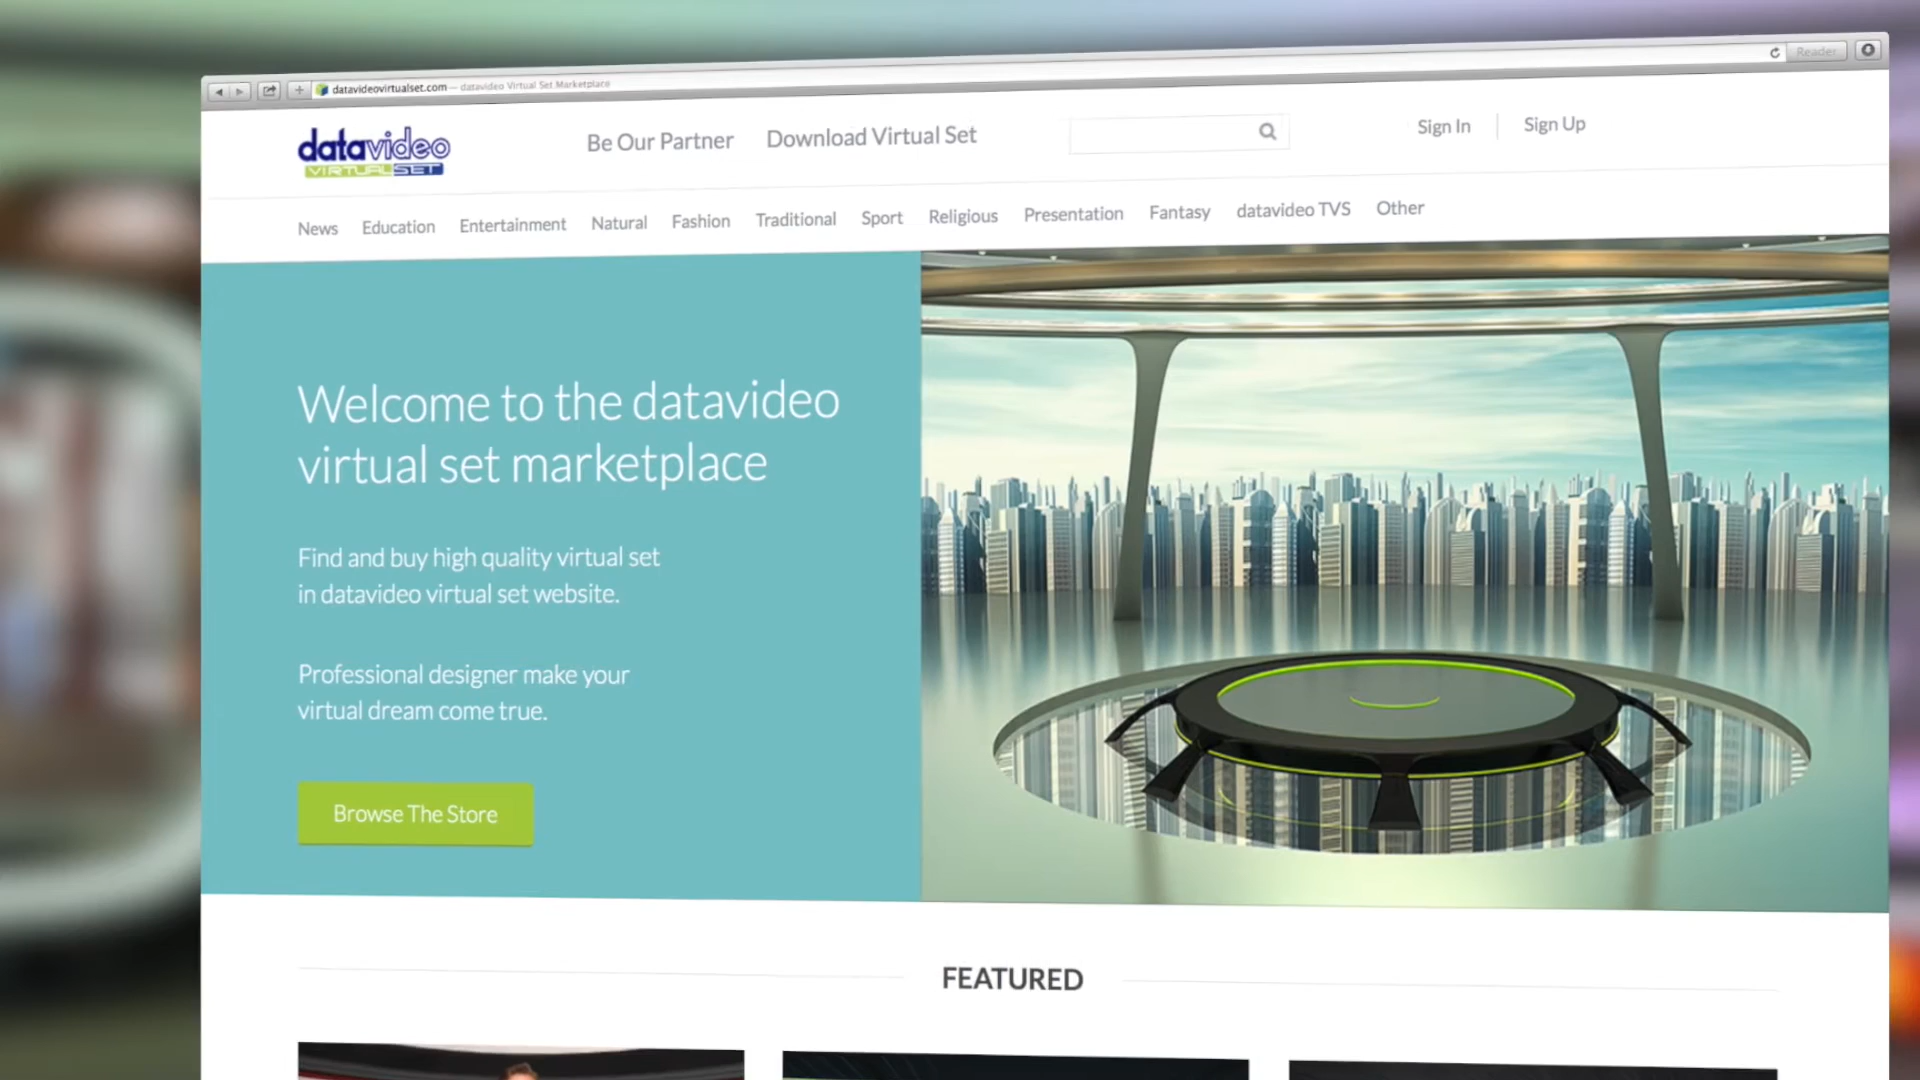 datavideovirtualset.com — datavideo Virtual Set Marketplace
Reader
datavideo
VIRTUALSET
Be Our Partner
Download Virtual Set
Sign In
Sign Up
News Education Entertainment Natural Fashion Traditional Sport Religious Presentation Fantasy datavideo TVS Other
Welcome to the datavideo
virtual set marketplace
Find and buy high quality virtual set
in datavideo virtual set website.
Professional designer make your
virtual dream come true.
Browse The Store
FEATURED